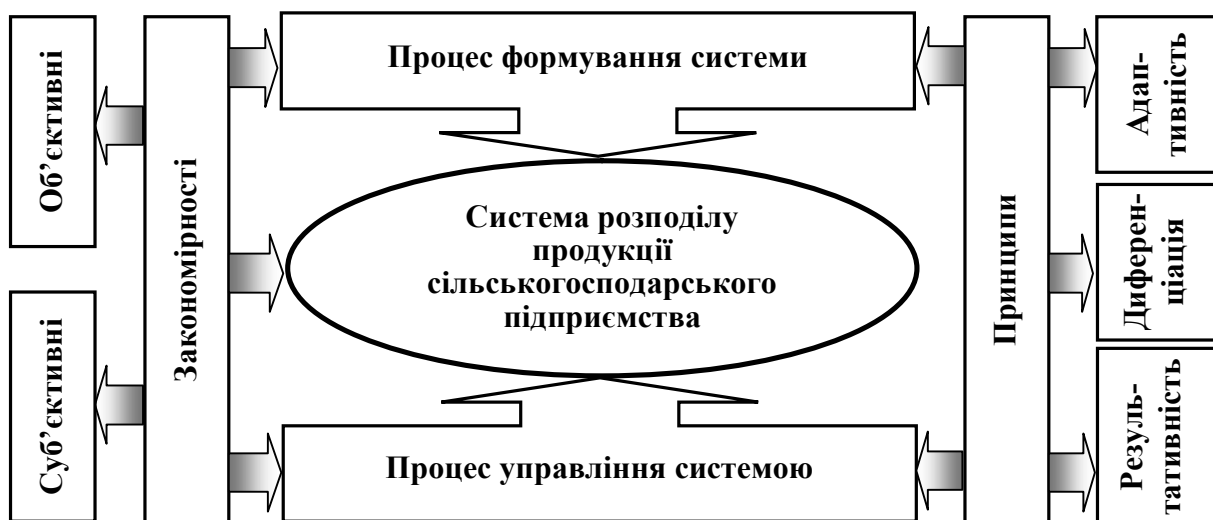 Об’єктивні
Суб’єктивні
Закономірності
Процес формування системи
Система розподілу
продукції
сільськогосподарського
підприємства
Процес управління системою
Принципи
Адап-
тивність
Диферен-
ціація
Резуль-
тативність